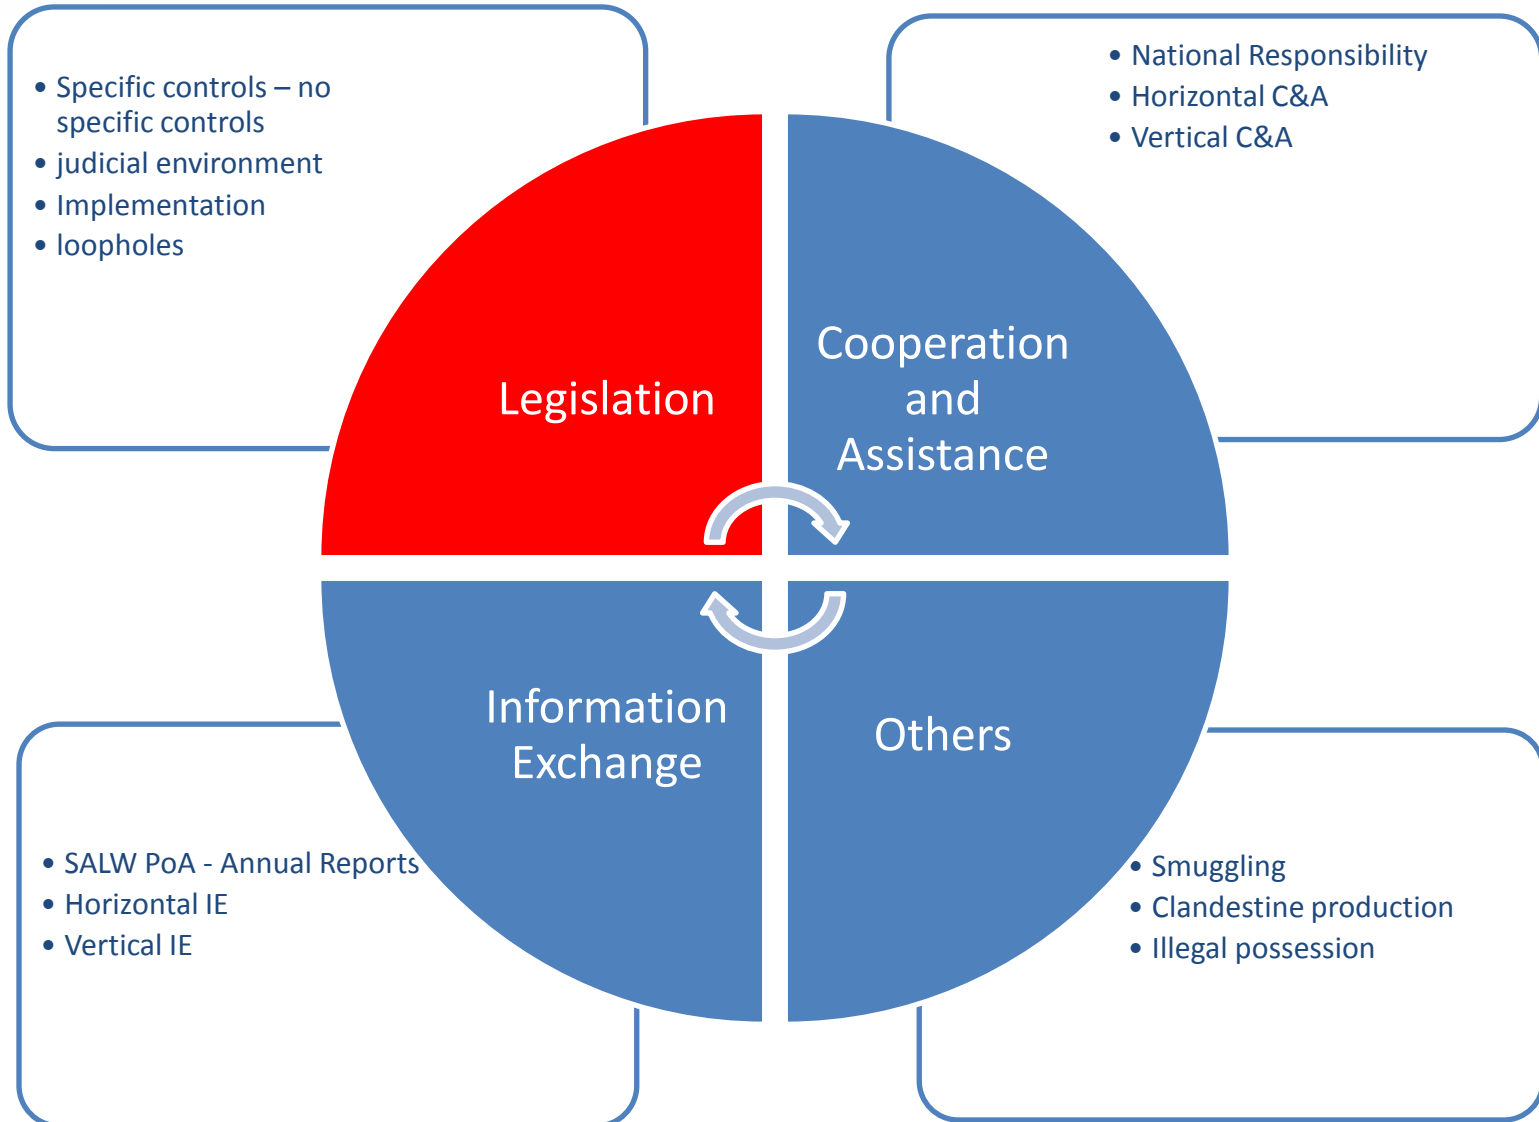 • Specific controls – no
specific controls
• judicial environment
• Implementation
• loopholes
• National Responsibility
• Horizontal C&A
• Vertical C&A
Legislation
Cooperation
and
Assistance
Information
Exchange
Others
• SALW PoA - Annual Reports
• Horizontal IE
• Vertical IE
• Smuggling
• Clandestine production
• Illegal possession